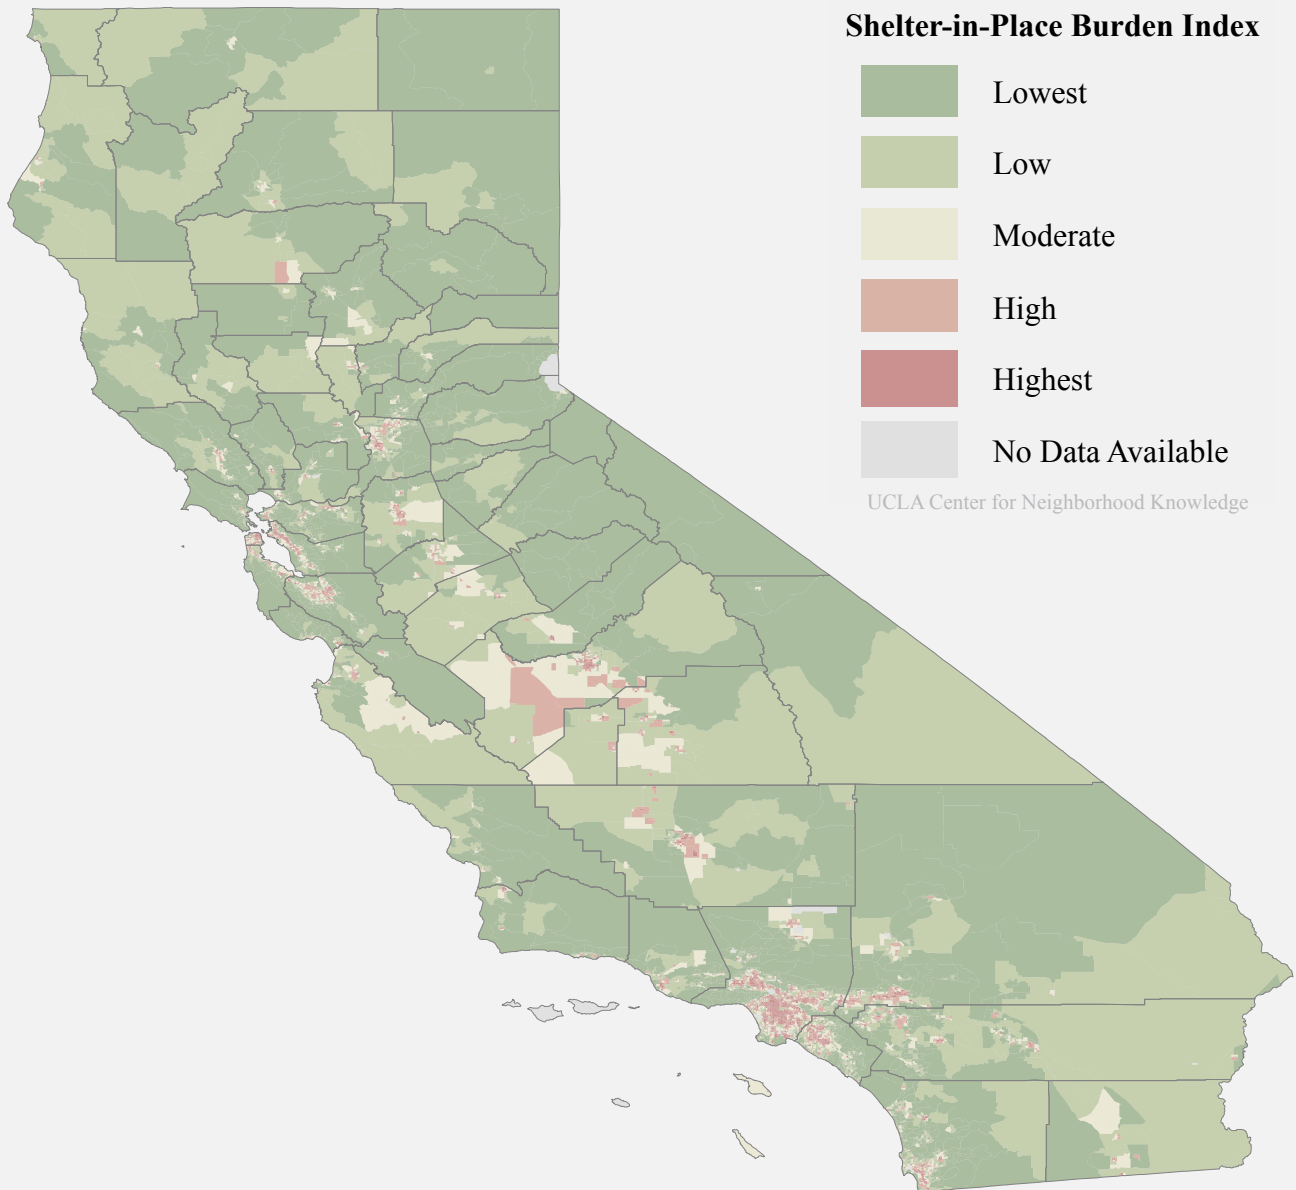 Shelter-in-Place Burden Index
Lowest
Low
Moderate
High
Highest
No Data Available
UCLA Center for Neighborhood Knowledge